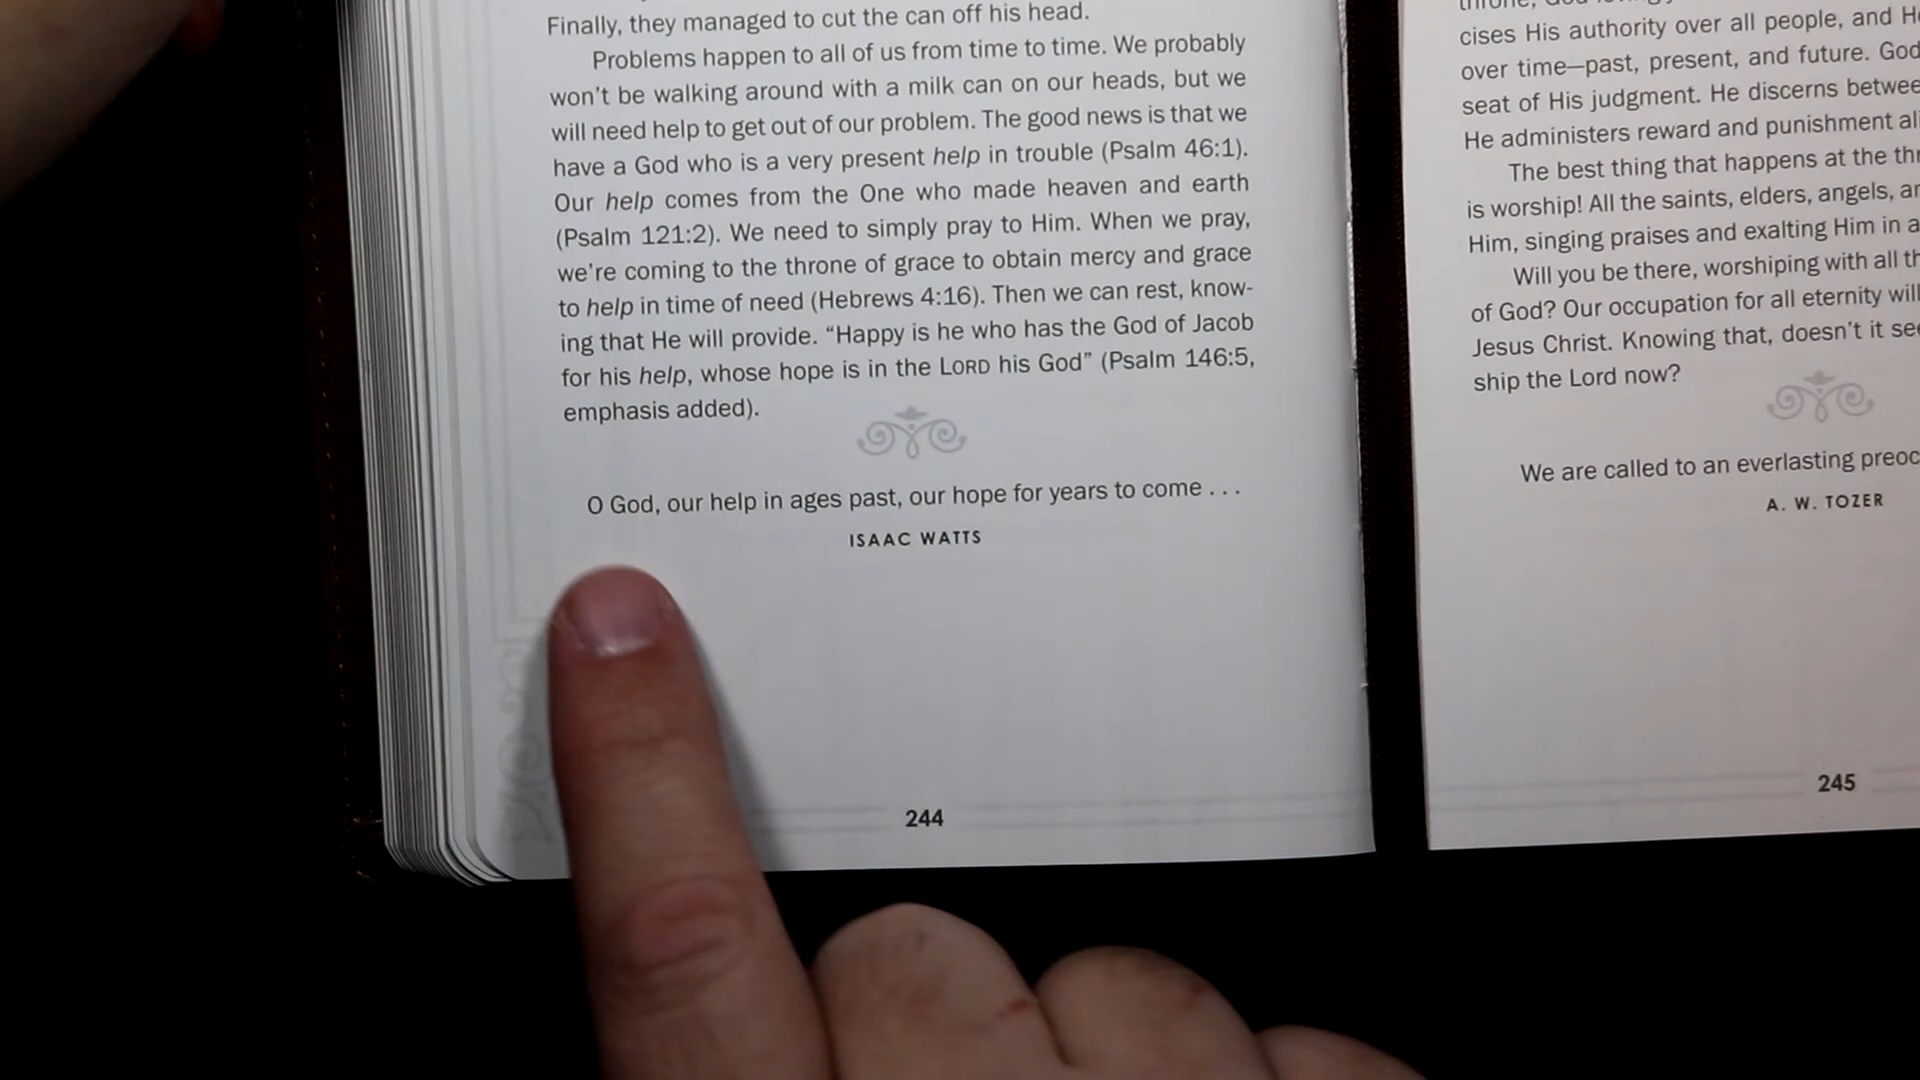 Finally, they managed to cut the can off his head.
Problems happen to all of us from time to time. We probably
won't be walking around with a milk can on our heads, but we
will need help to get out of our problem. The good news is that we
have a God who is a very present help in trouble (Psalm 46:1).
Our help comes from the One who made heaven and earth
(Psalm 121:2). We need to simply pray to Him. When we pray,
we're coming to the throne of grace to obtain mercy and grace
to help in time of need (Hebrews 4:16). Then we can rest, know-
ing that He will provide. “Happy is he who has the God of Jacob
for his help, whose hope is in the LORD his God” (Psalm 146:5,
emphasis added).
O God, our help in ages past, our hope for years to come . . .
ISAAC WATTS
244
cises His authority over all people, and
over time—past, present, and future. God
seat of His judgment. He discerns
He administers reward and punishment
The best thing that happens at the
is worship! All the saints, elders, angels,
Him, singing praises and exalting Him in
Will you be there, worshiping with all
of God? Our occupation for all eternity will
Jesus Christ. Knowing that, doesn't it
ship the Lord now?
We are called to an everlasting
A. W. TOZER
245